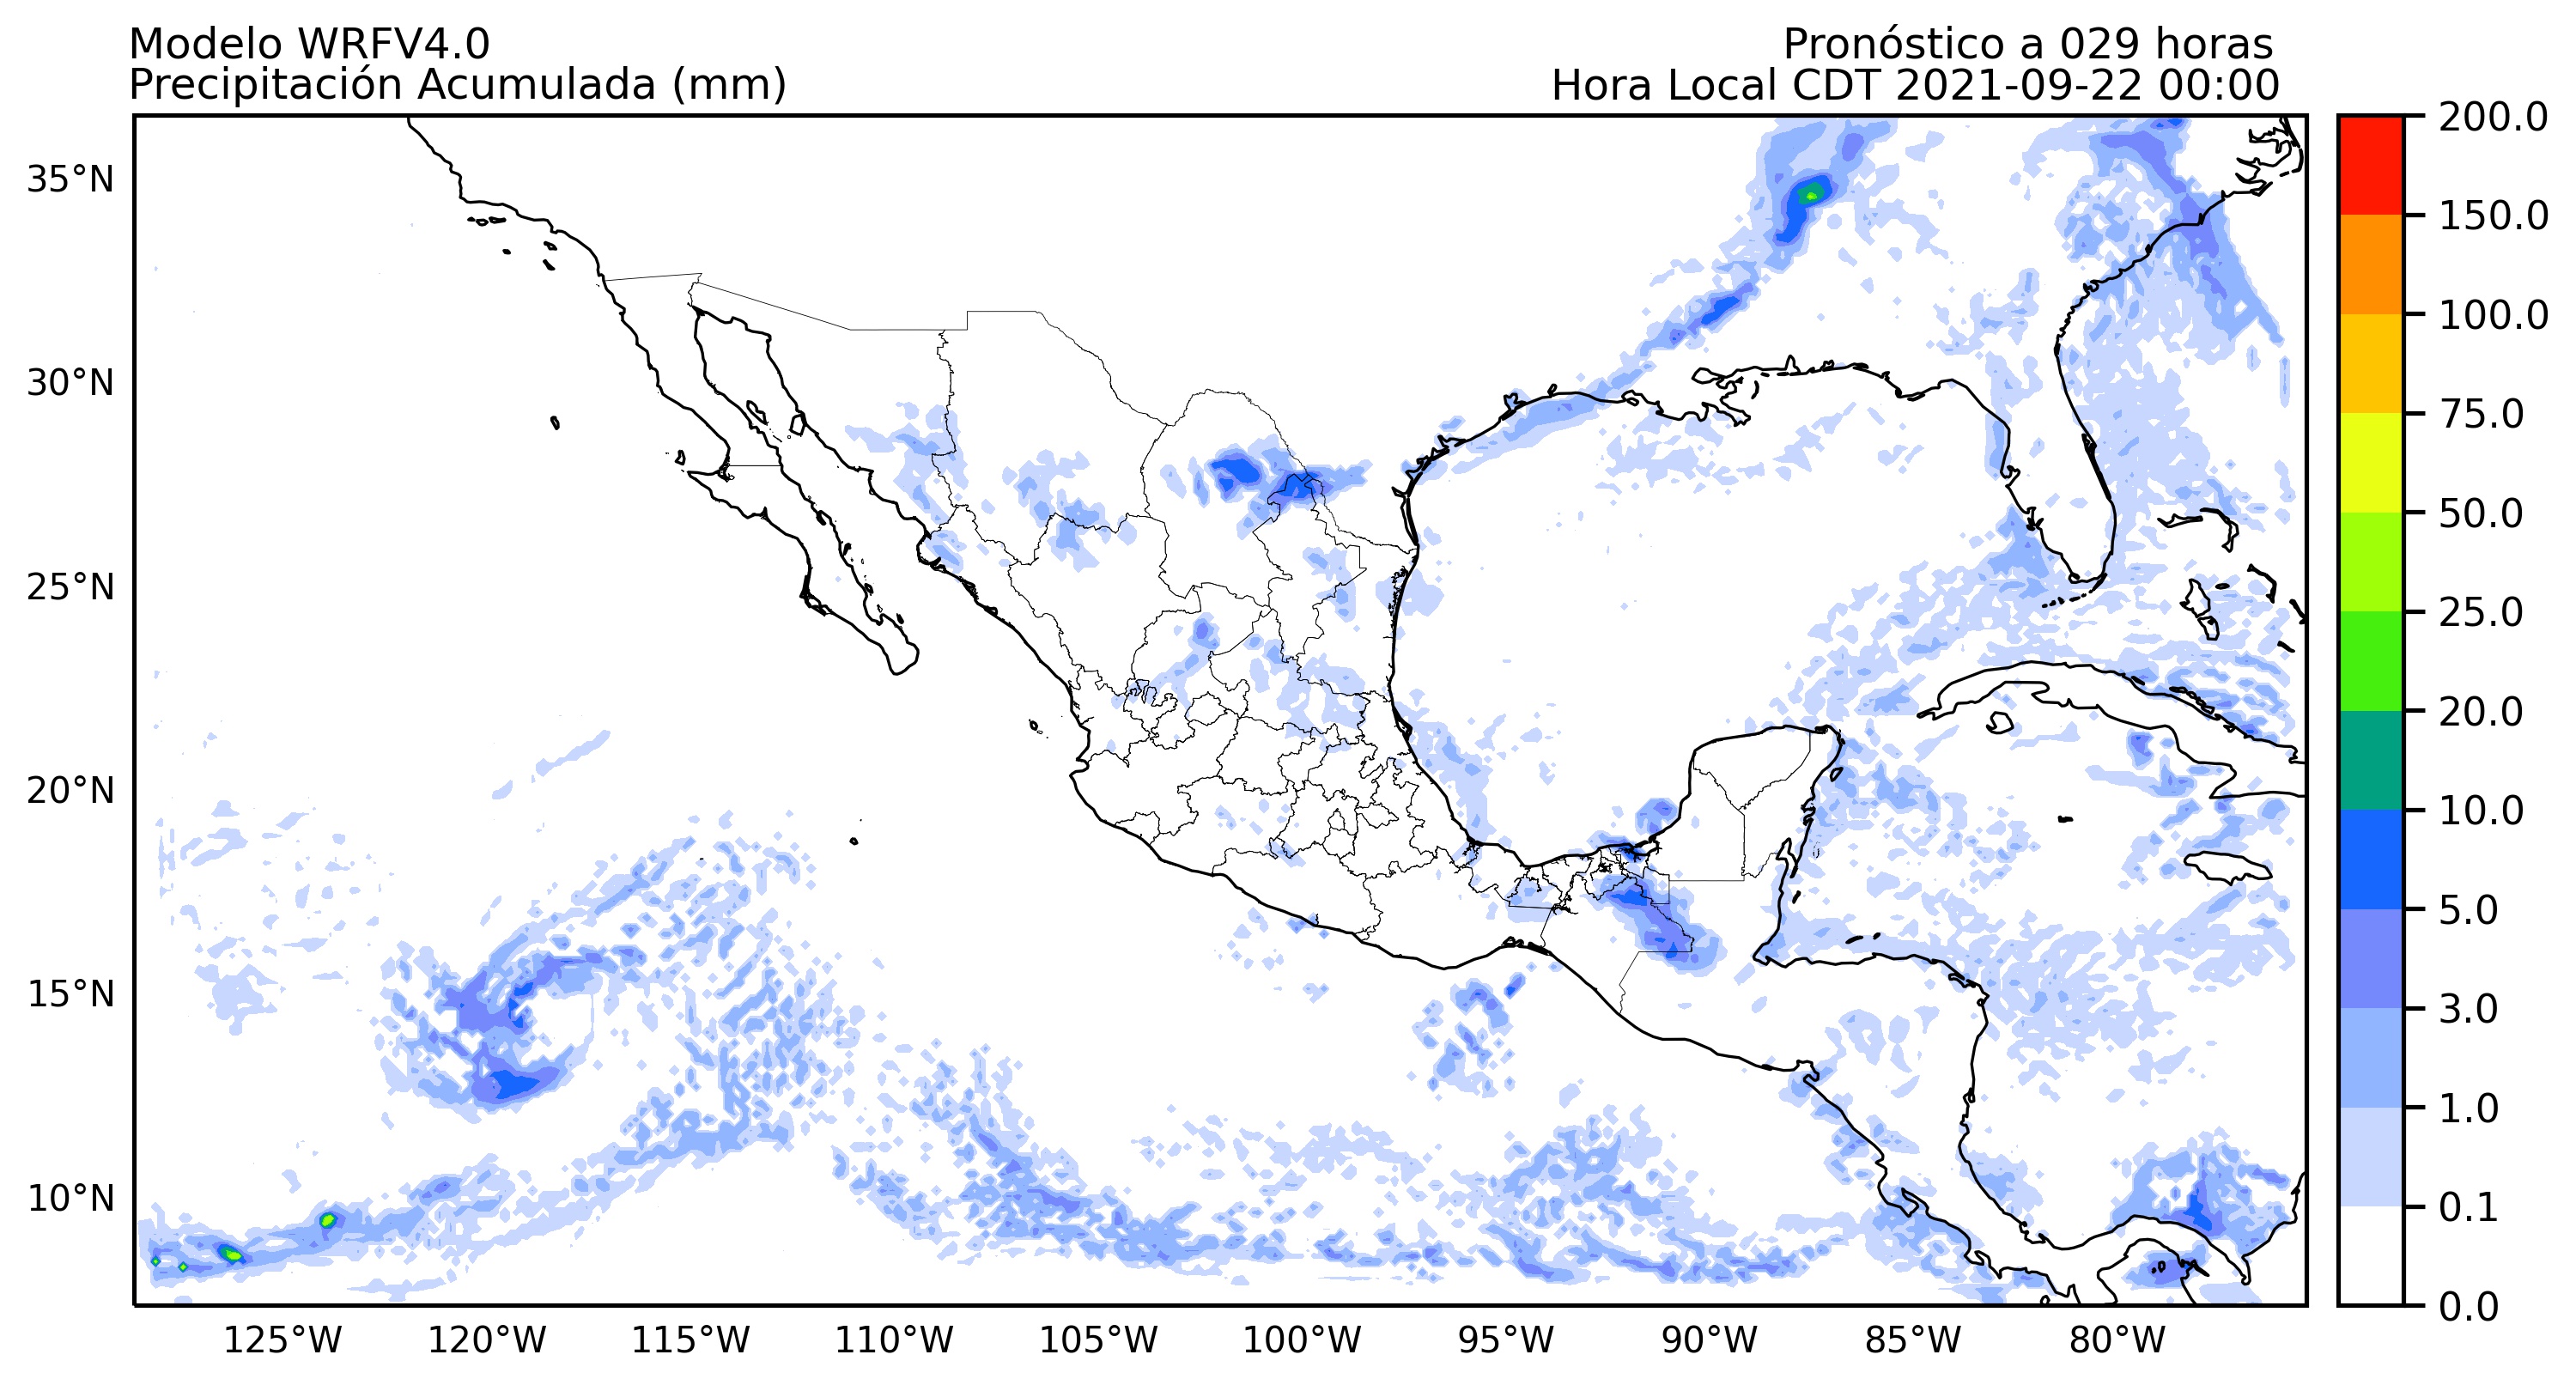 Modelo WRFV4.0
Precipitación Acumulada (mm)
Pronóstico a 029 horas
Hora Local CDT 2021-09-22 00:00
35°N
30°N
25°N
20°N
15°N
10°N
125°W
120°W
115°W
110°W
105°W
100°W
95°W
90°W
85°W
80°W
200.0
150.0
100.0
75.0
50.0
25.0
20.0
10.0
5.0
3.0
1.0
0.1
0.0